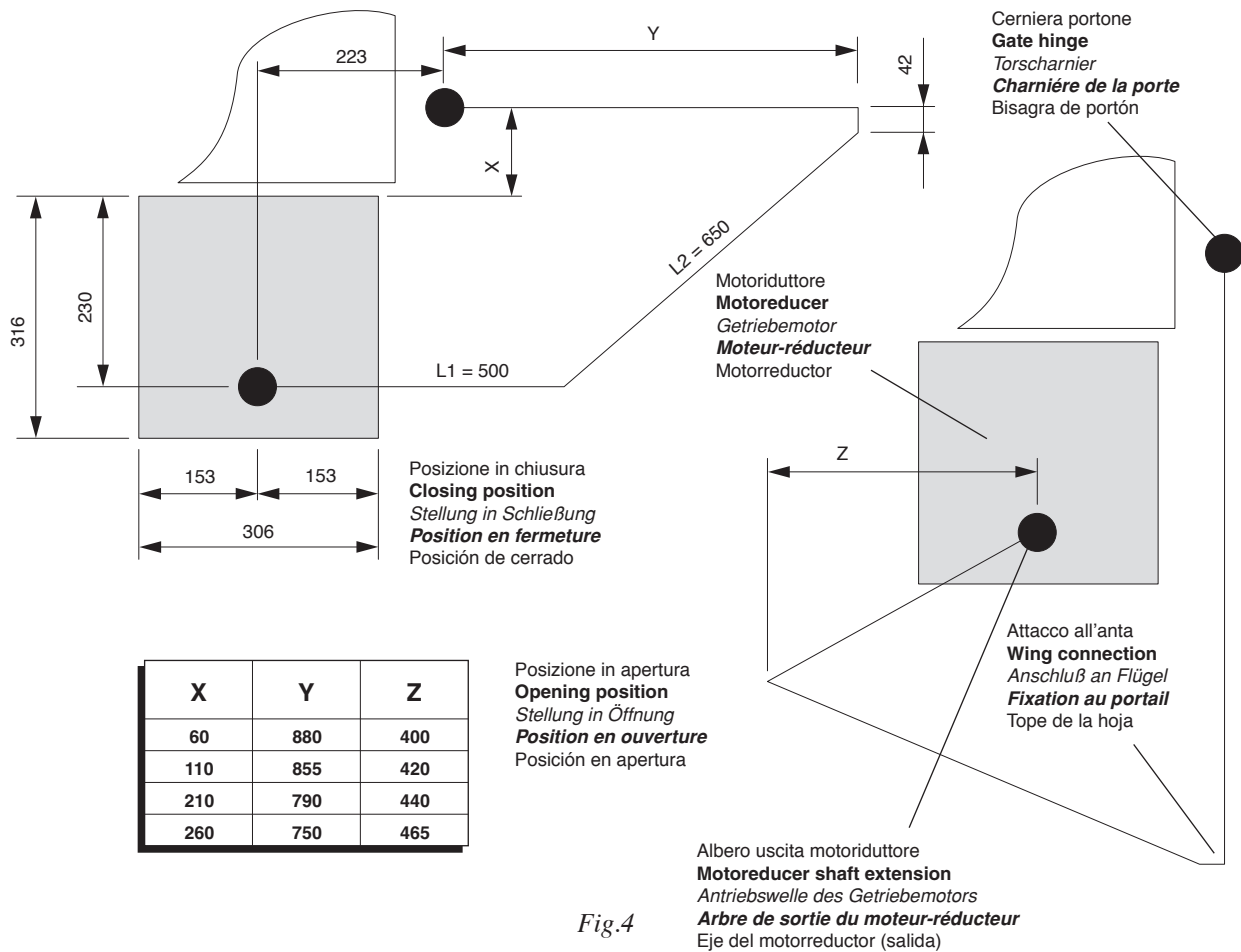 223
Y
42
X
316
230
L2 = 650
L1 = 500
153
153
306
Posizione in chiusura
Closing position
Stellung in Schließung
Position en fermeture
Posición de cerrado
Cerniera portone
Gate hinge
Torscharnier
Charniére de la porte
Bisagra de portón
Motoriduttore
Motoreducer
Getriebemotor
Moteur-réducteur
Motorreductor
Z
X Y Z
60 880 400
110 855 420
210 790 440
260 750 465
Posizione in apertura
Opening position
Stellung in Öffnung
Position en ouverture
Posición en apertura
Attacco all'anta
Wing connection
Anschluß an Flügel
Fixation au portail
Tope de la hoja
Albero uscita motoriduttore
Motoreducer shaft extension
Antriebswelle des Getriebemotors
Arbre de sortie du moteur-réducteur
Eje del motorreductor (salida)
Fig.4